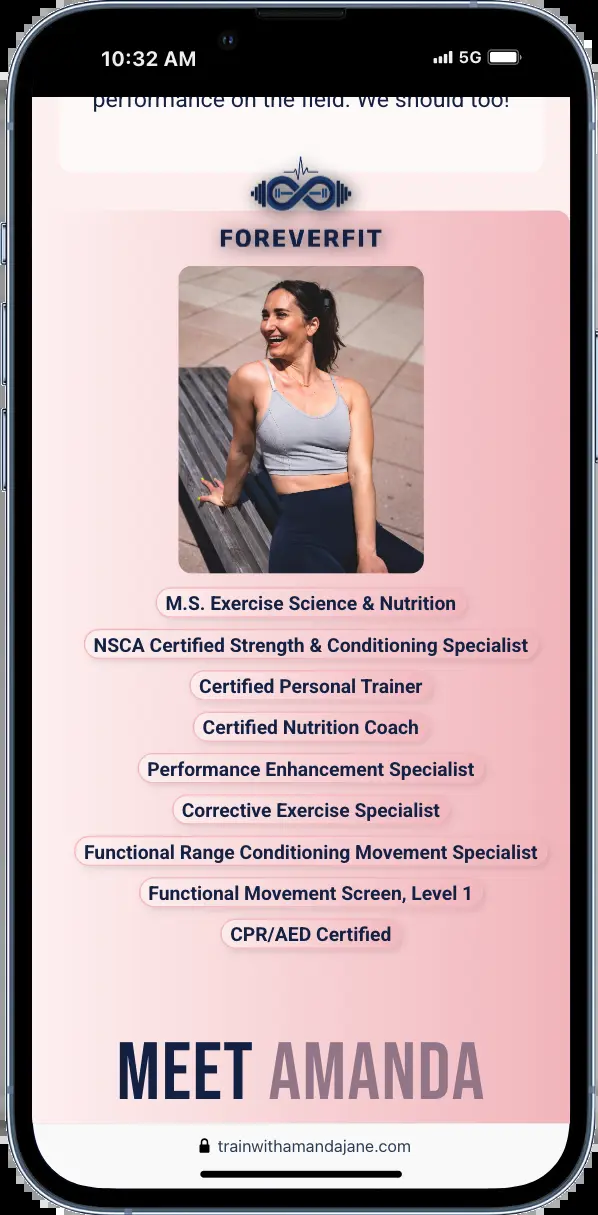 10:32 AM 5G
performance on the field. We should too!
FOREVERFIT
M.S. Exercise Science & Nutrition
NSCA Certified Strength & Conditioning Specialist
Certified Personal Trainer
Certified Nutrition Coach
Performance Enhancement Specialist
Corrective Exercise Specialist
Functional Range Conditioning Movement Specialist
Functional Movement Screen, Level 1
CPR/AED Certified
MEET AMANDA
trainwithamandajane.com